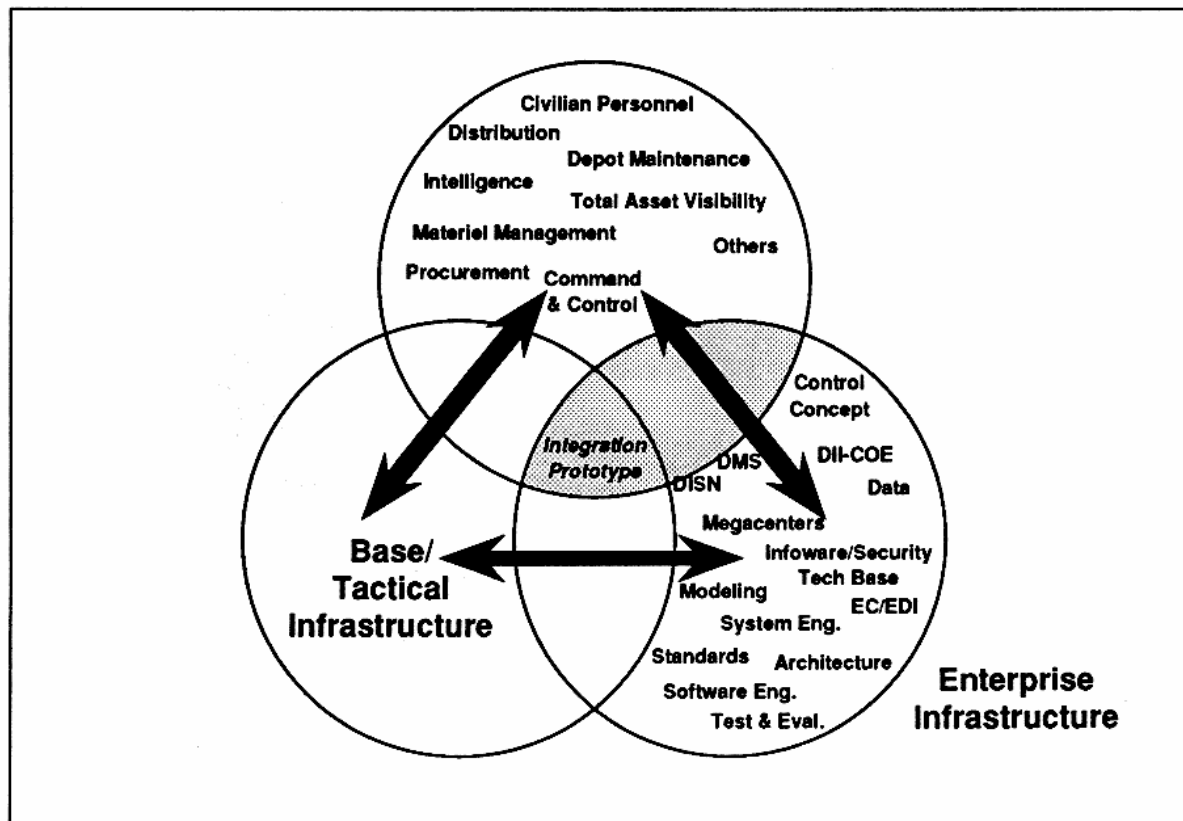 Civilian Personnel
Distribution
Depot Maintenance
Intelligence
Total Asset Visibility
Materiel Management
Others
Procurement
Command
& Control
Control
Concept
Integration
Prototype
DMS
DII-COE
DISN
Data
Megacenters
Base/
Tactical
Infrastructure
Infoware/Security
Tech Base
Modeling
EC/EDI
System Eng.
Standards
Architecture
Software Eng.
Test & Eval.
Enterprise
Infrastructure